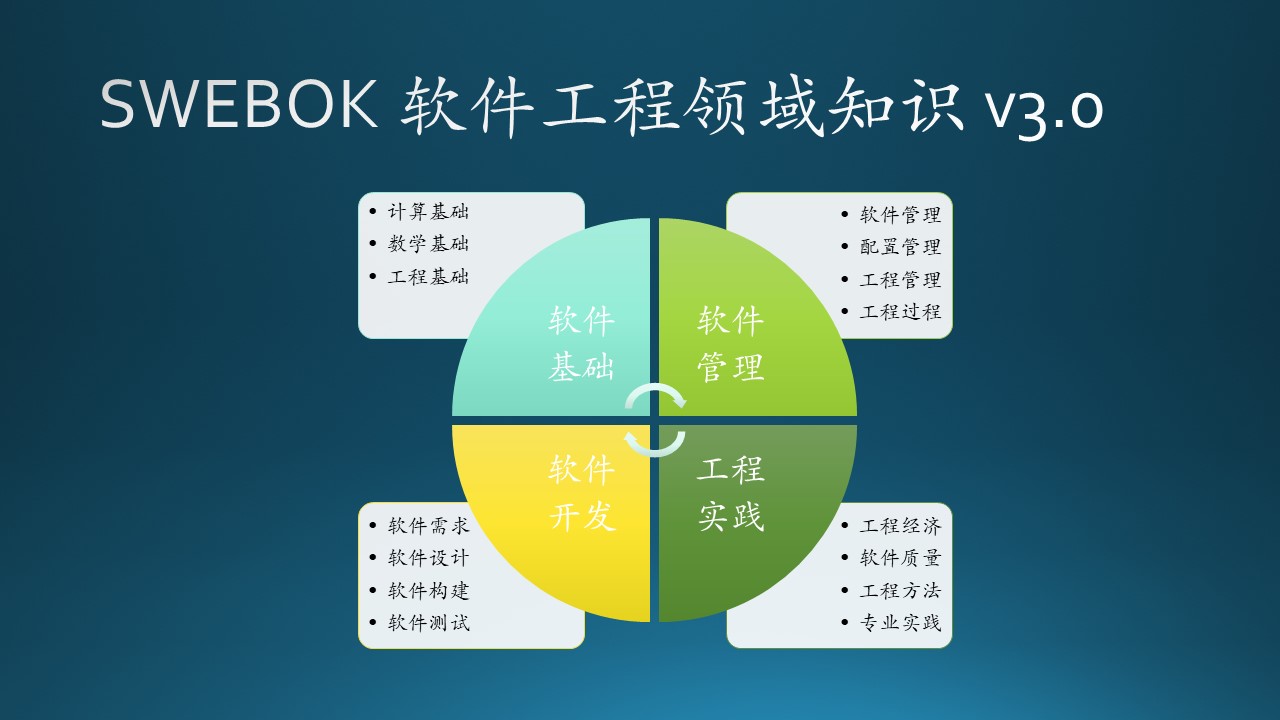 SWEBOK 软件工程领域知识 v3.0
• 计算基础
• 数学基础
• 工程基础
• 软件管理
• 配置管理
• 工程管理
• 工程过程
软件
基础
软件
管理
软件
开发
工程
实践
• 软件需求
• 软件设计
• 软件构建
• 软件测试
• 工程经济
• 软件质量
• 工程方法
• 专业实践